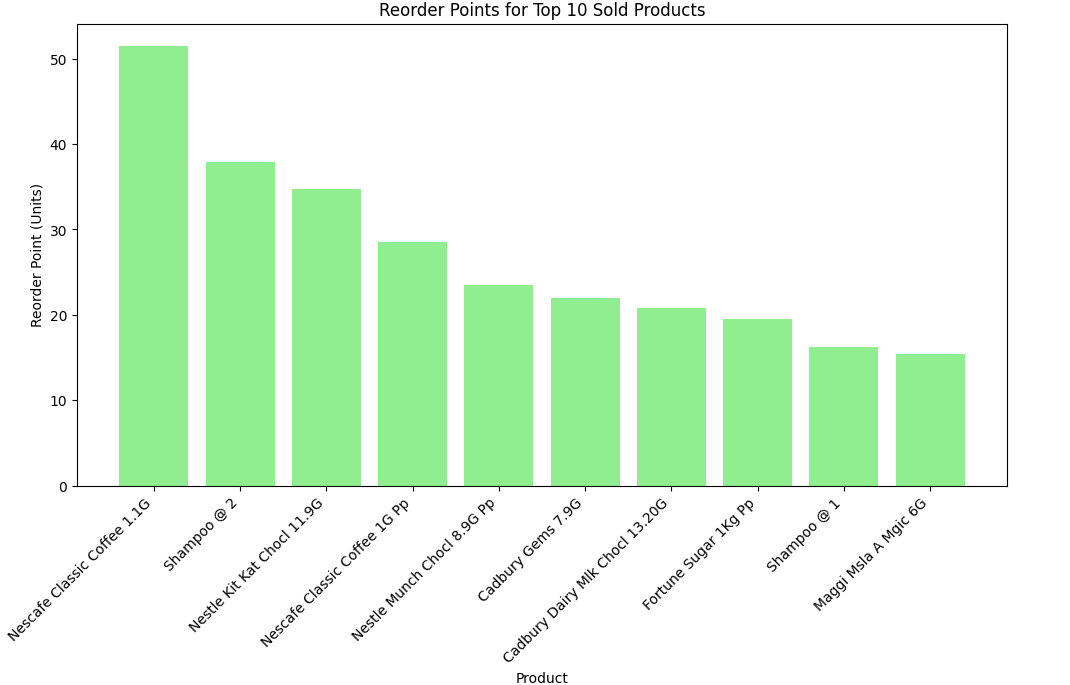 Reorder Points for Top 10 Sold Products
Reorder Point (Units)
50
40
30
20
10
0
Nescafe Classic Coffee 1.1G
Shampoo @ 2
Nestle Kit Kat Chocl 11.9G
Nescafe Classic Coffee 1G Pp
Nestle Munch Chocl 8.9G Pp
Cadbury Gems 7.9G
Cadbury Dairy Mlk Chocl 13.20G
Fortune Sugar 1Kg Pp
Shampoo @ 1
Maggi Msla A Mgic 6G
Product